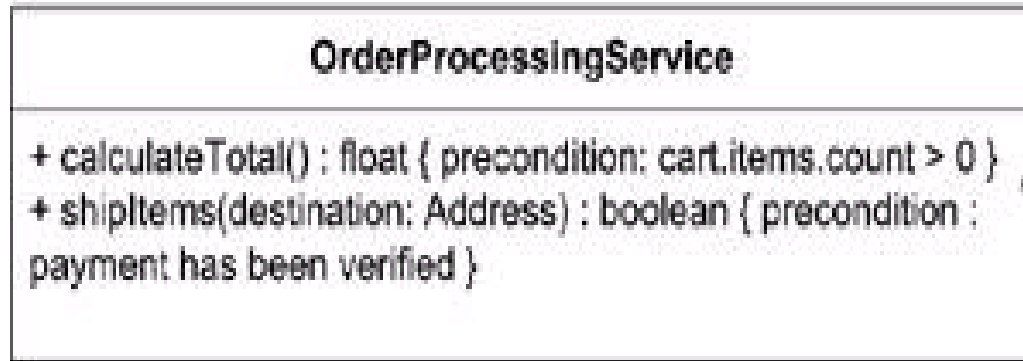 OrderProcessingService
+ calculateTotal() : float { precondition: cart.items.count > 0 }
+ shipItems(destination: Address) : boolean { precondition :
payment has been verified }